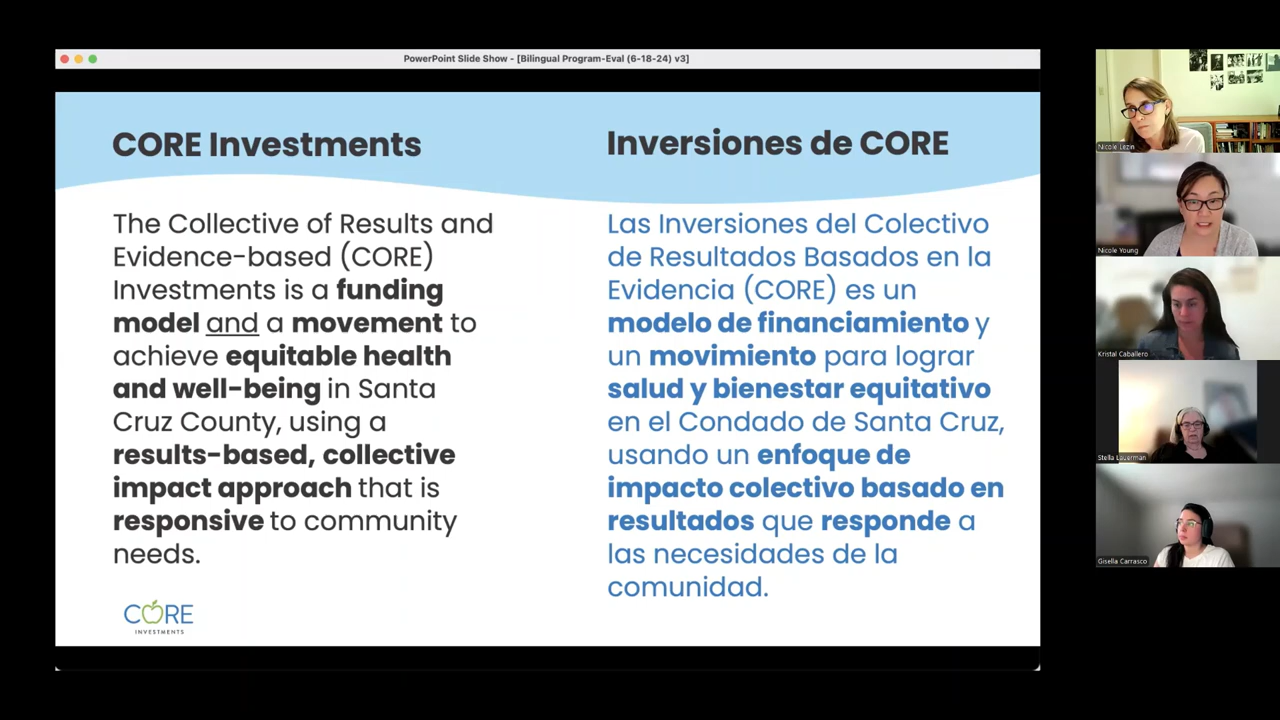 PowerPoint Slide Show - [Bilingual Program-Eval (6-18-24) v3]
CORE Investments
The Collective of Results and
Evidence-based (CORE)
Investments is a funding
model and a movement to
achieve equitable health
and well-being in Santa
Cruz County, using a
results-based, collective
impact approach that is
responsive to community
needs.
CORE
INVESTMENTS
Inversiones de CORE
Las Inversiones del Colectivo
de Resultados Basados en la
Evidencia (CORE) es un
modelo de financiamiento y
un movimiento para lograr
salud y bienestar equitativo
en el Condado de Santa Cruz,
usando un enfoque de
impacto colectivo basado en
resultados que responde a
las necesidades de la
comunidad.
Nicole Lezin
Nicole Young
Kristal Caballero
Stella Lauerman
Gisella Carrasco